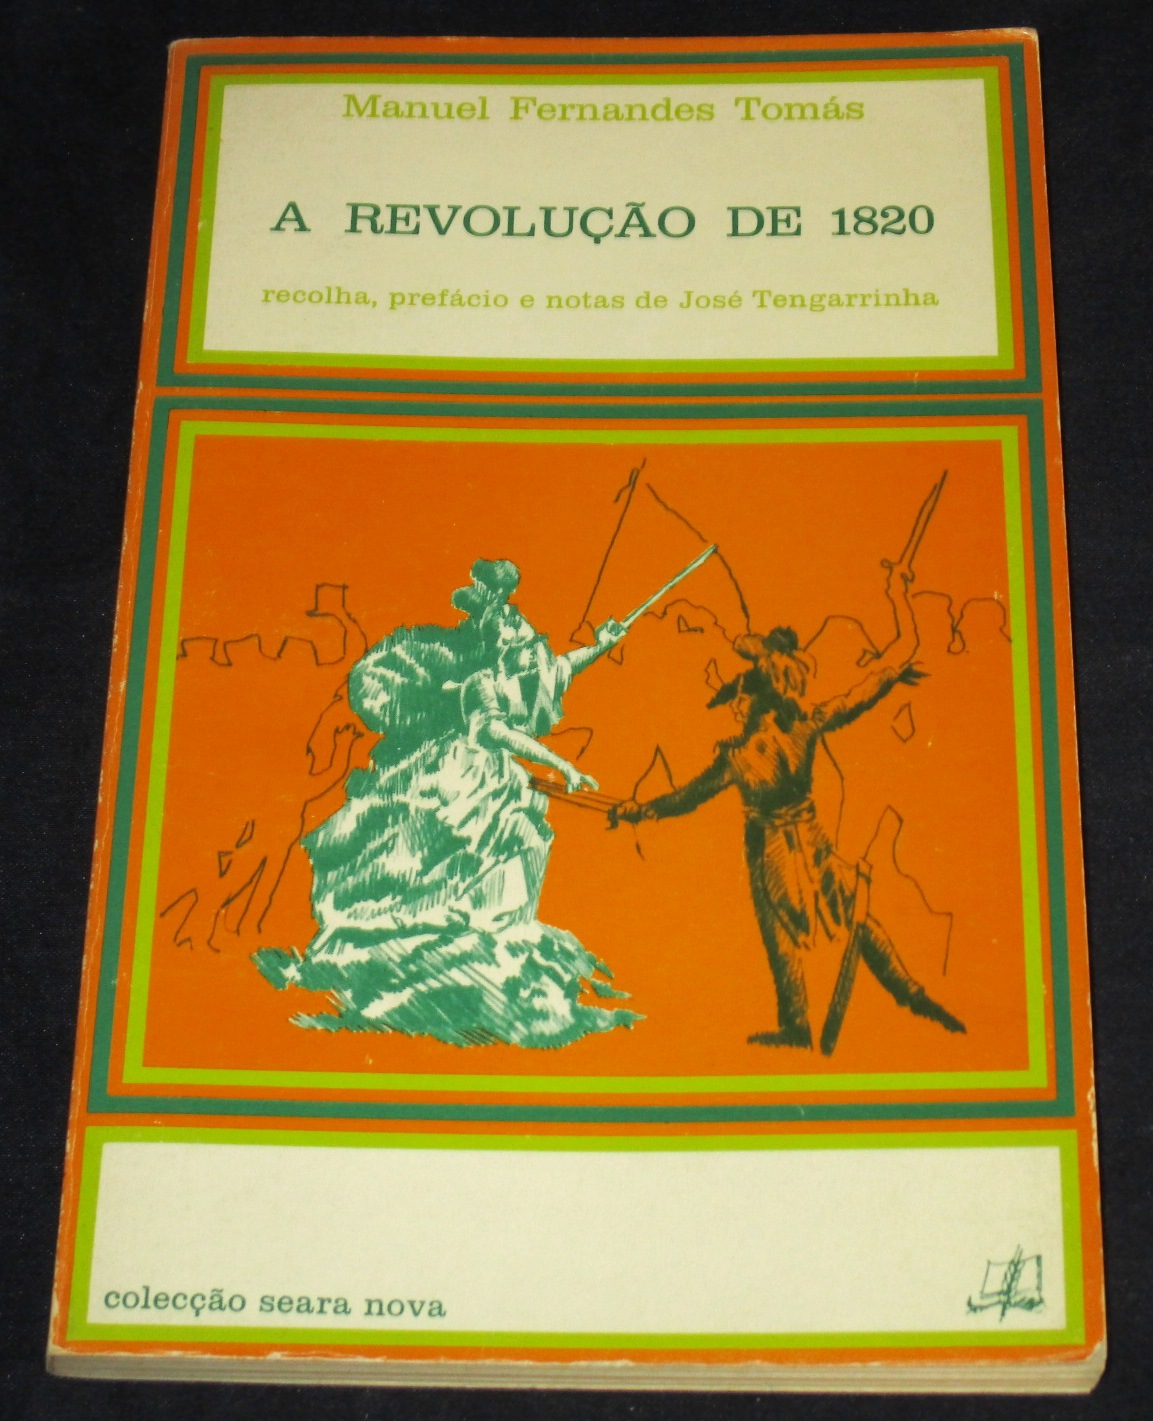 Manuel Fernandes Tomás
A REVOLUÇÃO DE 1820
recolha, prefácio e notas de José Tengarrinha
colecção seara nova